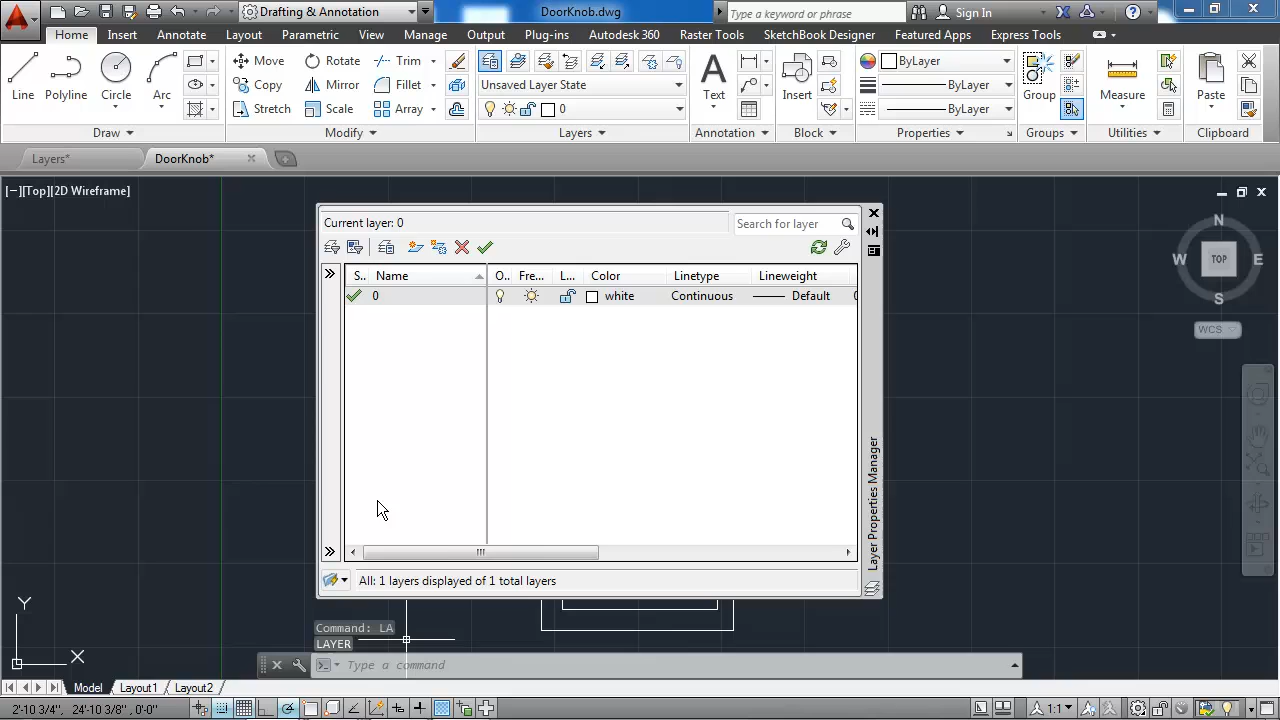 Drafting & Annotation
DoorKnob.dwg
Type a keyword or phrase
Sign In
Home Insert Annotate Layout Parametric View Manage Output Plug-ins Autodesk 360 Raster Tools SketchBook Designer Featured Apps Express Tools
Line
Polyline
Circle
Arc
Move Rotate Trim
Copy Mirror Fillet
Stretch Scale Array
Unsaved Layer State
0
Text
Insert
ByLayer
ByLayer
ByLayer
Group
Measure
Paste
Draw Modify Layers Annotation Block Properties Groups Utilities Clipboard
Layers* DoorKnob*
[−][Top][2D Wireframe]
N
W TOP E
S
WCS
Current layer: 0
Search for layer
S.. Name O.. Fre... L... Color Linetype Lineweight
0 white Continuous Default 0
All: 1 layers displayed of 1 total layers
Layer Properties Manager
Y
X
Command: LA
LAYER
Type a command
Model Layout1 Layout2
2'-10 3/4", 24'-10 3/8", 0'-0" 1:1